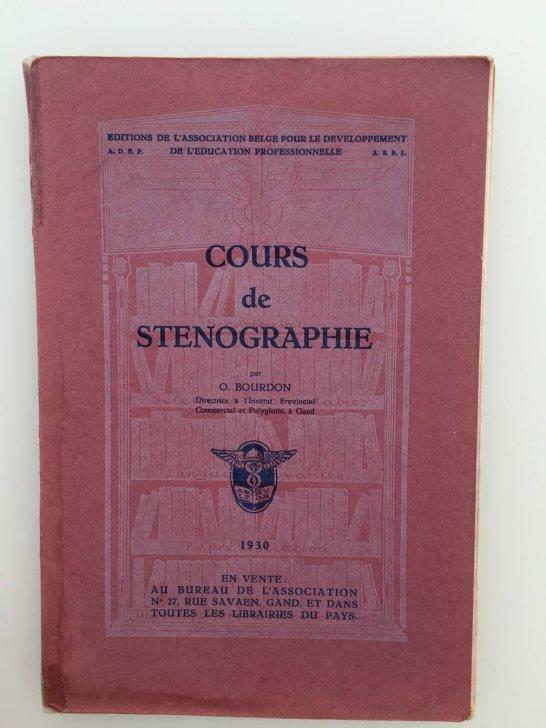 EDITIONS DE L'ASSOCIATION BELGE POUR LE DEVELOPPEMENT
A. D. E. P. DE L'EDUCATION PROFESSIONNELLE A. S. B. L.
COURS
de
STENOGRAPHIE
par
O. BOURDON
Directrice à l'Institut Provincial
Commercial et Polyglotte, à Gand
1930
EN VENTE :
AU BUREAU DE L'ASSOCIATION
N° 27, RUE SAVAEN, GAND, ET DANS
TOUTES LES LIBRAIRIES DU PAYS.